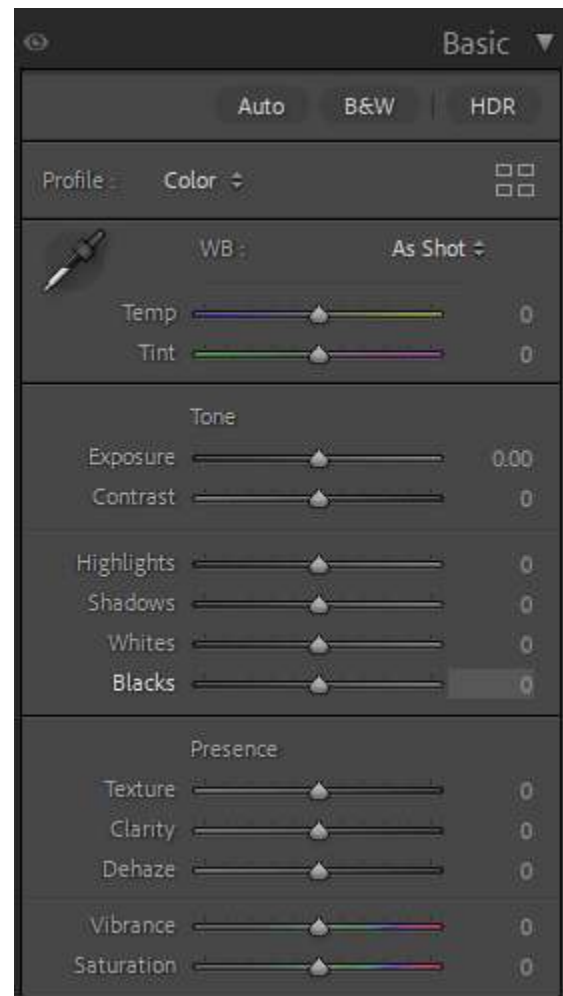 Basic ▼
Auto B&W HDR
Profile : Color
WB : As Shot
Temp 0
Tint 0
Tone
Exposure 0.00
Contrast 0
Highlights 0
Shadows 0
Whites 0
Blacks 0
Presence
Texture 0
Clarity 0
Dehaze 0
Vibrance 0
Saturation 0